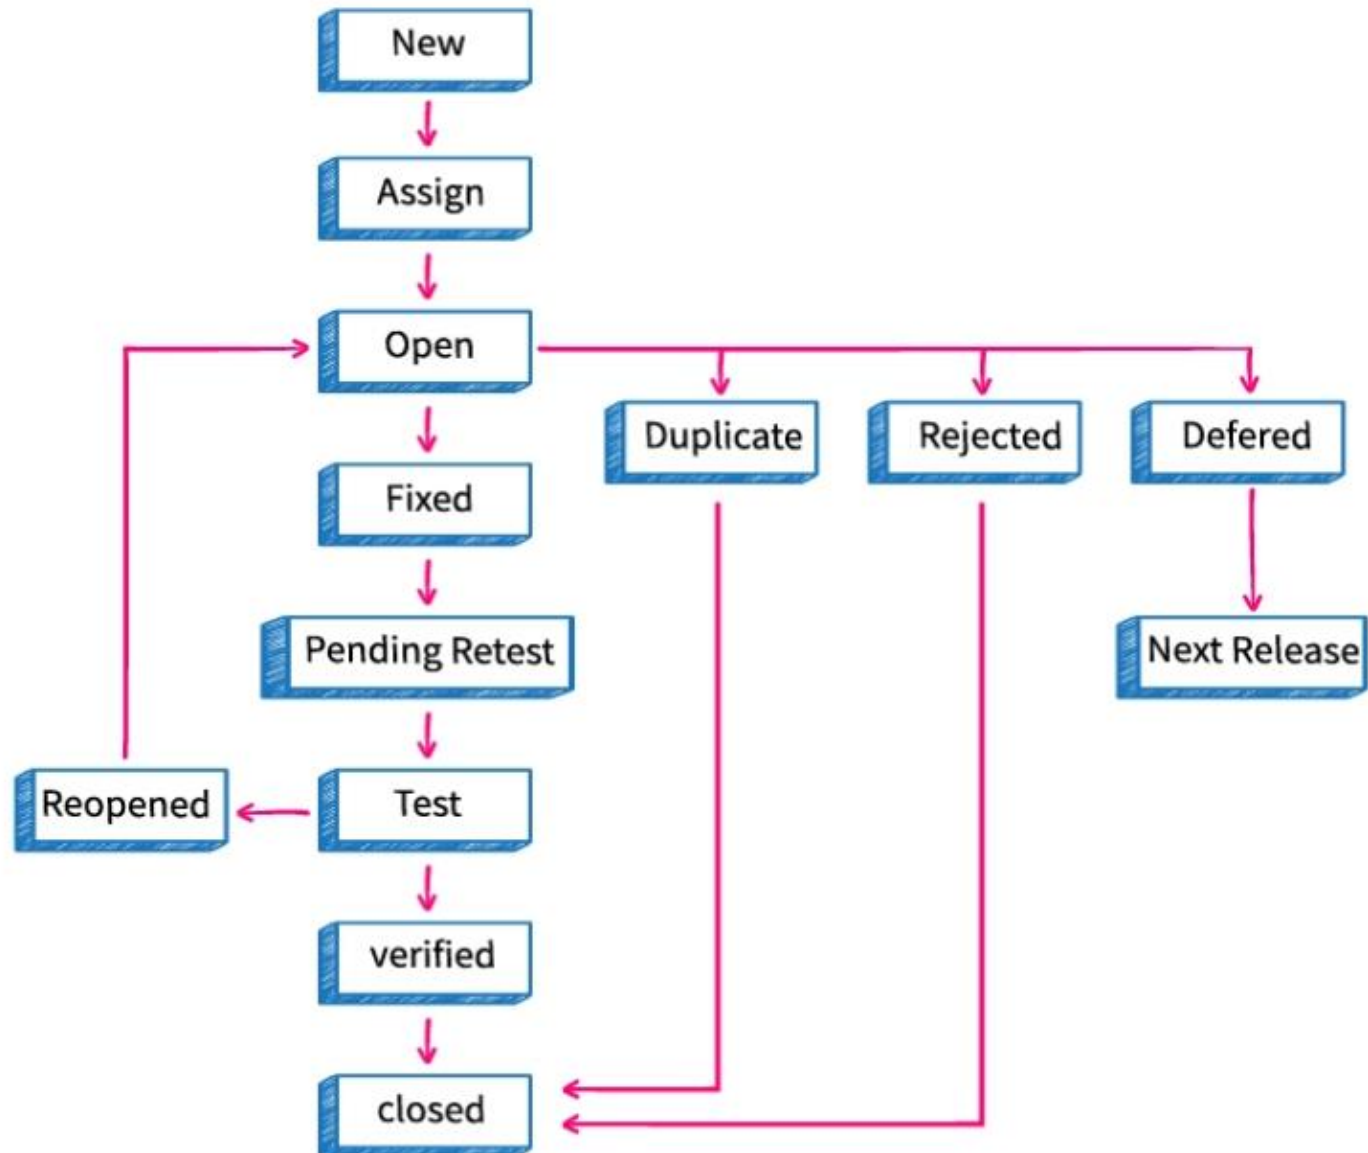 New
Assign
Open
Duplicate
Rejected
Defered
Fixed
Pending Retest
Next Release
Reopened
Test
verified
closed